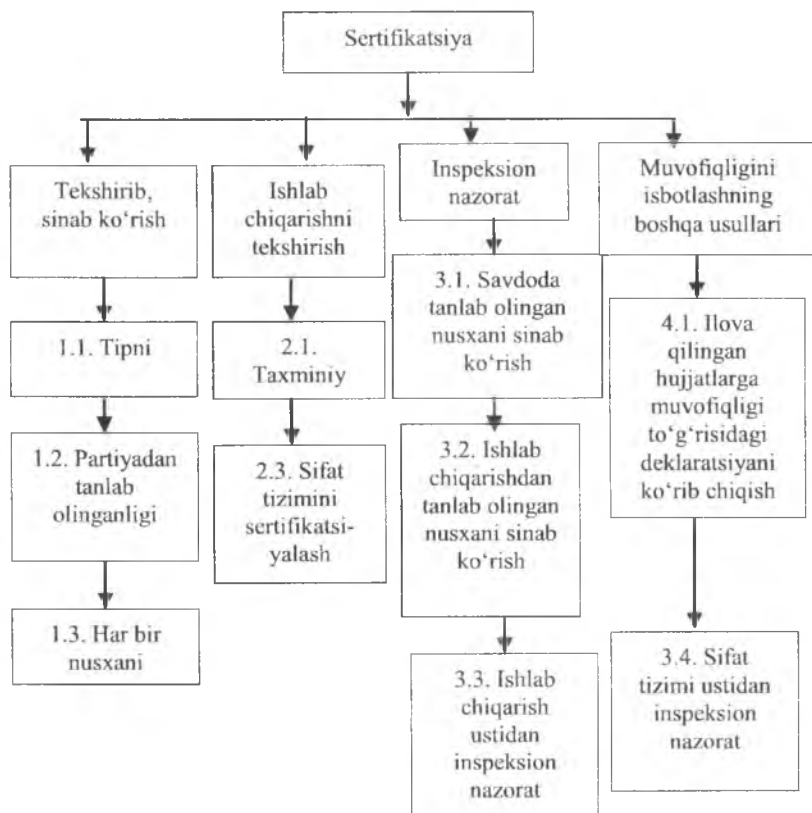 Sertifikatsiya
Tekshirib,
sinab ko‘rish
1.1. Tipni
1.2. Partiyadan
tanlab
olinganligi
1.3. Har bir
nusxani
Ishlab
chiqarishni
tekshirish
2.1.
Taxminiy
2.3. Sifat
tizimini
sertifikatsi-
yalash
Inspeksion
nazorat
3.1. Savdoda
tanlab olingan
nusxani sinab
ko‘rish
3.2. Ishlab
chiqarishdan
tanlab olingan
nusxani sinab
ko‘rish
3.3. Ishlab
chiqarish
ustidan
inspeksion
nazorat
Muvofiqligini
isbotlashning
boshqa usullari
4.1. Ilova
qilingan
hujjatlarga
muvofiqligi
to‘g‘risidagi
deklaratsiyani
ko‘rib chiqish
3.4. Sifat
tizimi ustidan
inspeksion
nazorat